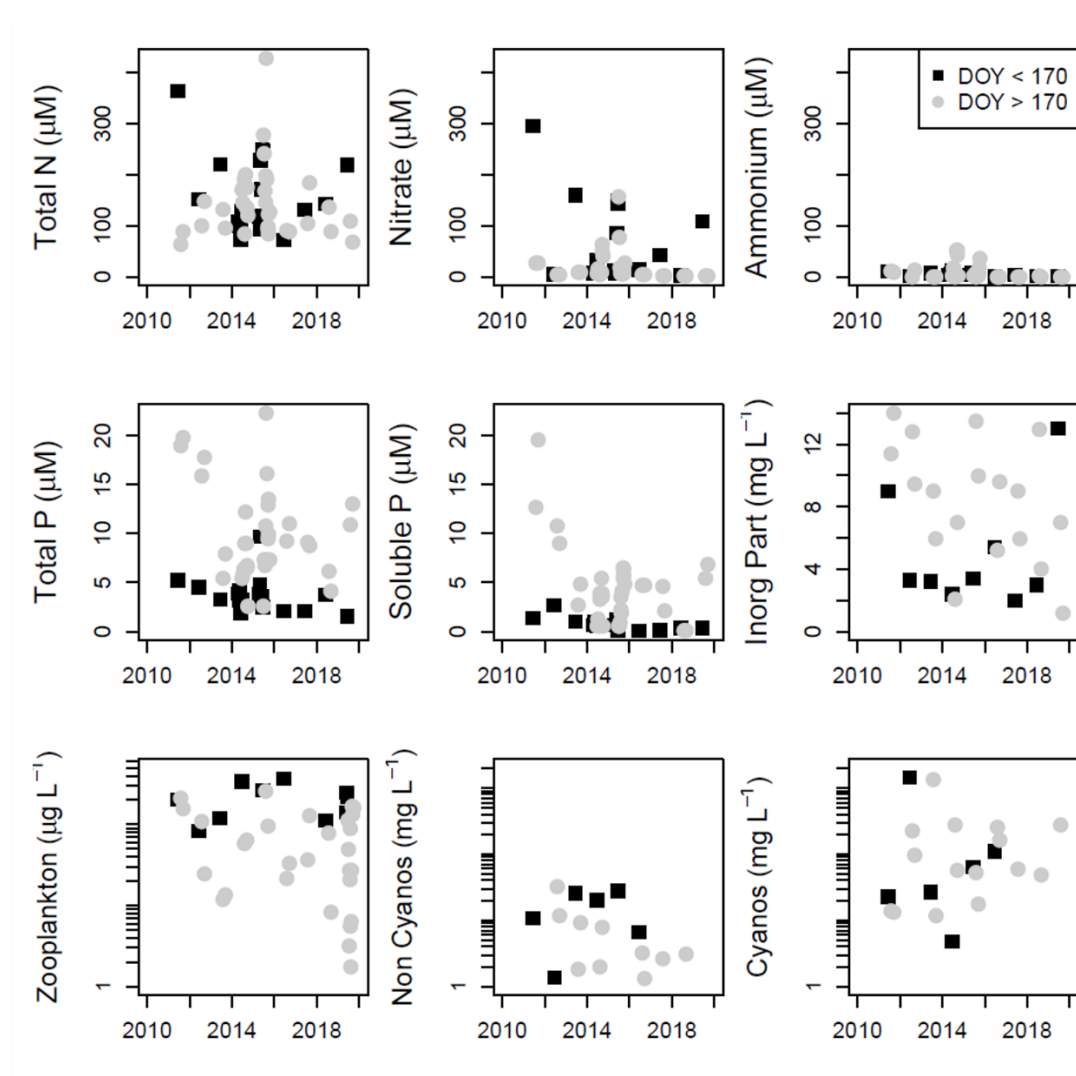 Total N (μM)
300
100
0
2010 2014 2018
Nitrate (μM)
300
100
0
2010 2014 2018
Ammonium (μM)
300
100
0
2010 2014 2018
DOY < 170
DOY > 170
Total P (μM)
20
15
10
5
0
2010 2014 2018
Soluble P (μM)
20
15
10
5
0
2010 2014 2018
Inorg Part (mg L⁻¹)
12
8
4
0
2010 2014 2018
Zooplankton (μg L⁻¹)
1
2010 2014 2018
Non Cyanos (mg L⁻¹)
1
2010 2014 2018
Cyanos (mg L⁻¹)
1
2010 2014 2018